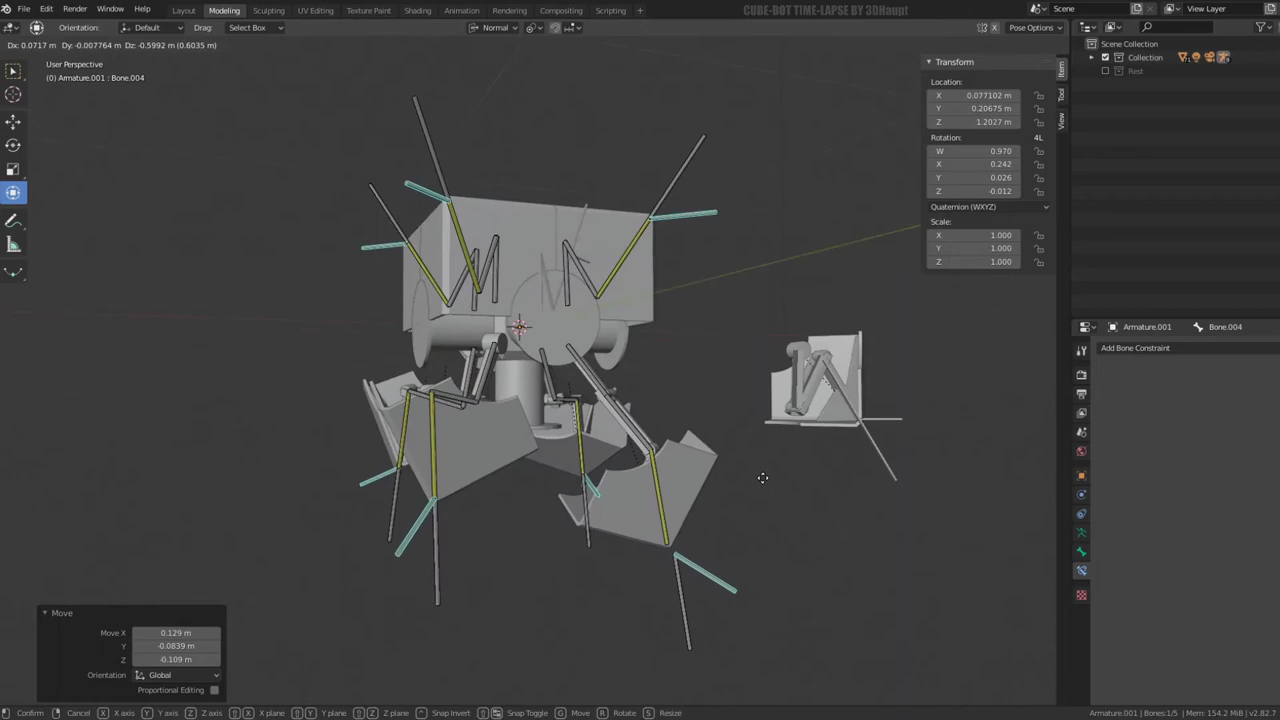 File Edit Render Window Help Layout Modeling Sculpting UV Editing Texture Paint Shading Animation Rendering Compositing Scripting CUBE-BOT TIME-LAPSE BY 3DHaupt Scene View Layer
Orientation: Default Drag: Select Box Normal X Pose Options
Dx: 0.0717 m Dy: -0.007764 m Dz: -0.5992 m (0.6035 m)
User Perspective
(0) Armature.001 : Bone.004
Scene Collection
Collection
Rest
Transform
Location:
X 0.077102 m
Y 0.20675 m
Z 1.2027 m
Rotation: 4L
W 0.970
X 0.242
Y 0.026
Z -0.012
Quaternion (WXYZ)
Scale:
X 1.000
Y 1.000
Z 1.000
Item
Tool
View
Armature.001 Bone.004
Add Bone Constraint
Move
Move X 0.129 m
Y -0.0839 m
Z -0.109 m
Orientation Global
Proportional Editing
Confirm Cancel X X axis Y Y axis Z Z axis X X plane Y Y plane Z Z plane Snap Invert Snap Toggle G Move R Rotate S Resize Armature.001 | Bones:1/5 | Mem: 154.2 MiB | v2.82.7